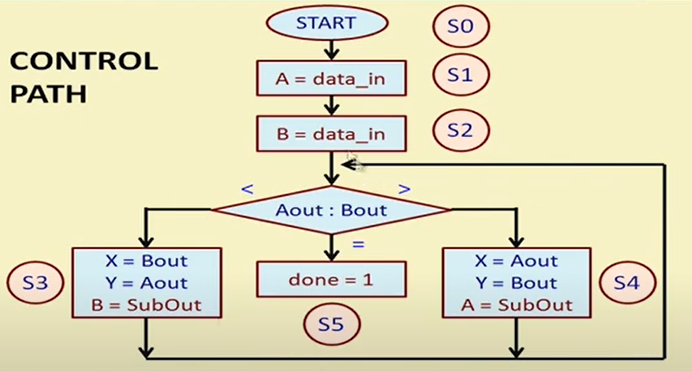 START
S0
CONTROL
PATH
A = data_in
S1
B = data_in
S2
<
>
Aout : Bout
=
S3
X = Bout
Y = Aout
B = SubOut
done = 1
S5
X = Aout
Y = Bout
A = SubOut
S4